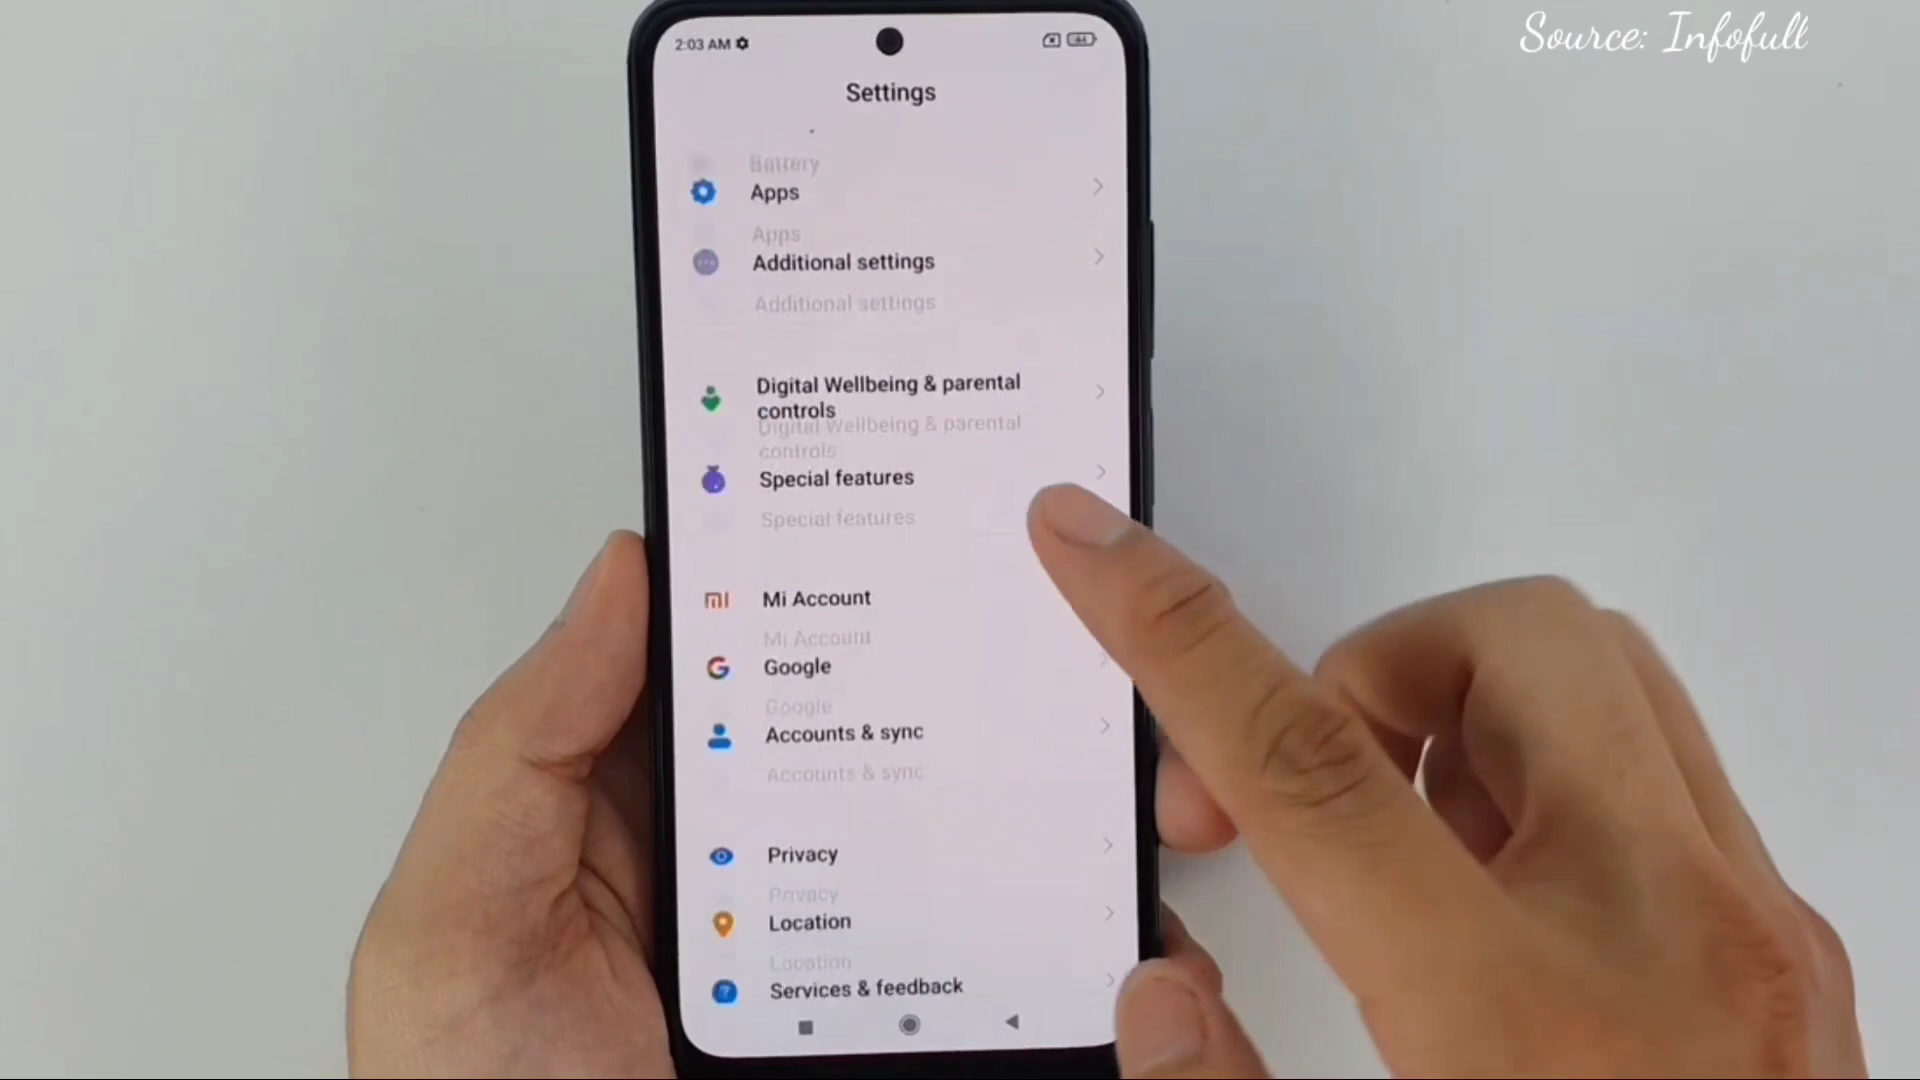 Source: Infofull
2:03 AM
44
Settings
Battery
Apps
Apps
Additional settings
Additional settings
Digital Wellbeing & parental
controls
Digital Wellbeing & parental
controls
Special features
Special features
mi Mi Account
Mi Account
G Google
Google
Accounts & sync
Accounts & sync
Privacy
Privacy
Location
Location
? Services & feedback